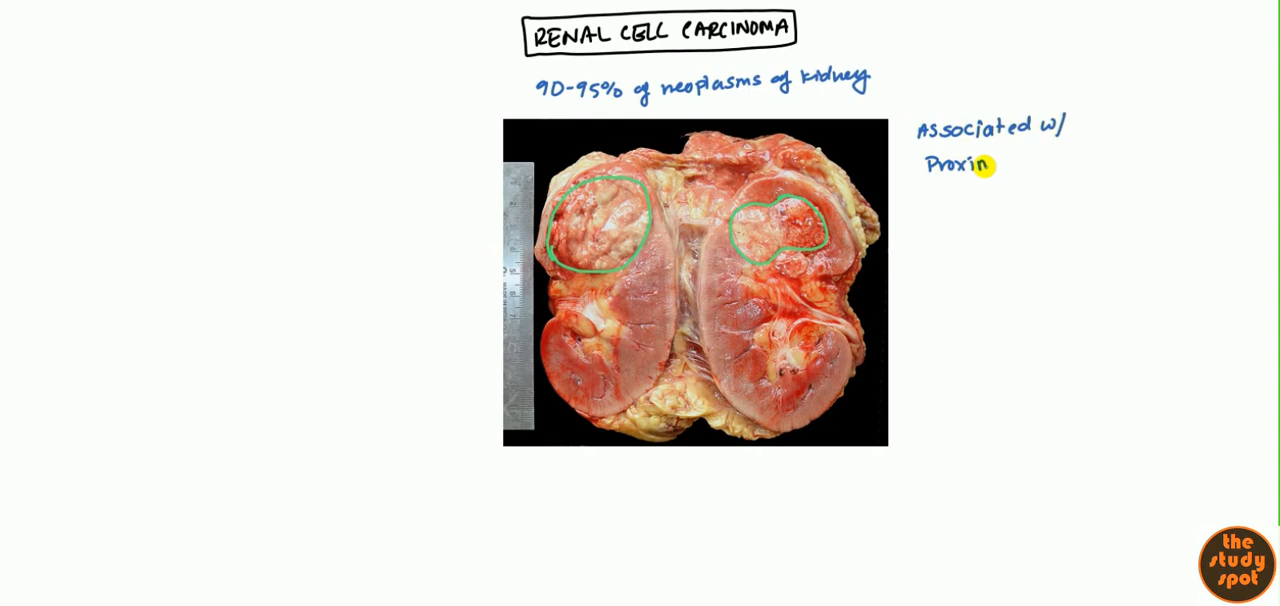 RENAL CELL CARCINOMA
90-95% of neoplasms of kidney
Associated w/
Proxin
the
study
spot